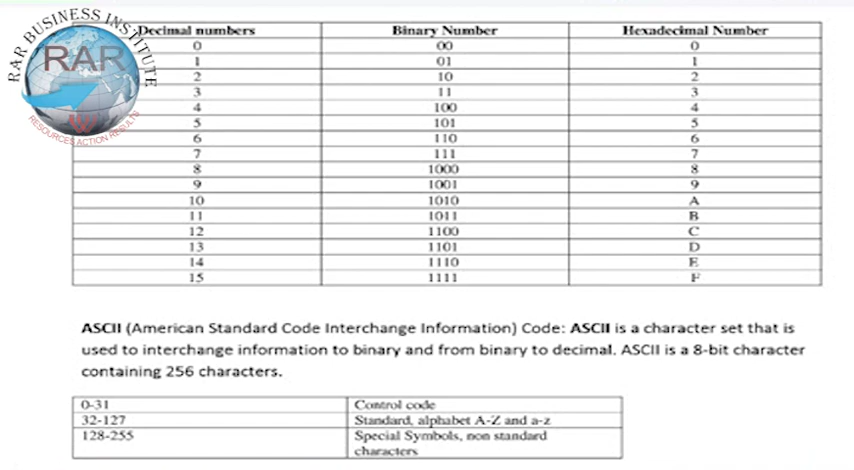 RAR BUSINESS INSTITUTE
RAR
RESOURCES ACTION RESULTS
Decimal numbers Binary Number Hexadecimal Number
0 00 0
1 01 1
2 10 2
3 11 3
4 100 4
5 101 5
6 110 6
7 111 7
8 1000 8
9 1001 9
10 1010 A
11 1011 B
12 1100 C
13 1101 D
14 1110 E
15 1111 F
ASCII (American Standard Code Interchange Information) Code: ASCII is a character set that is
used to interchange information to binary and from binary to decimal. ASCII is a 8-bit character
containing 256 characters.
0-31 Control code
32-127 Standard, alphabet A-Z and a-z
128-255 Special Symbols, non standard
characters